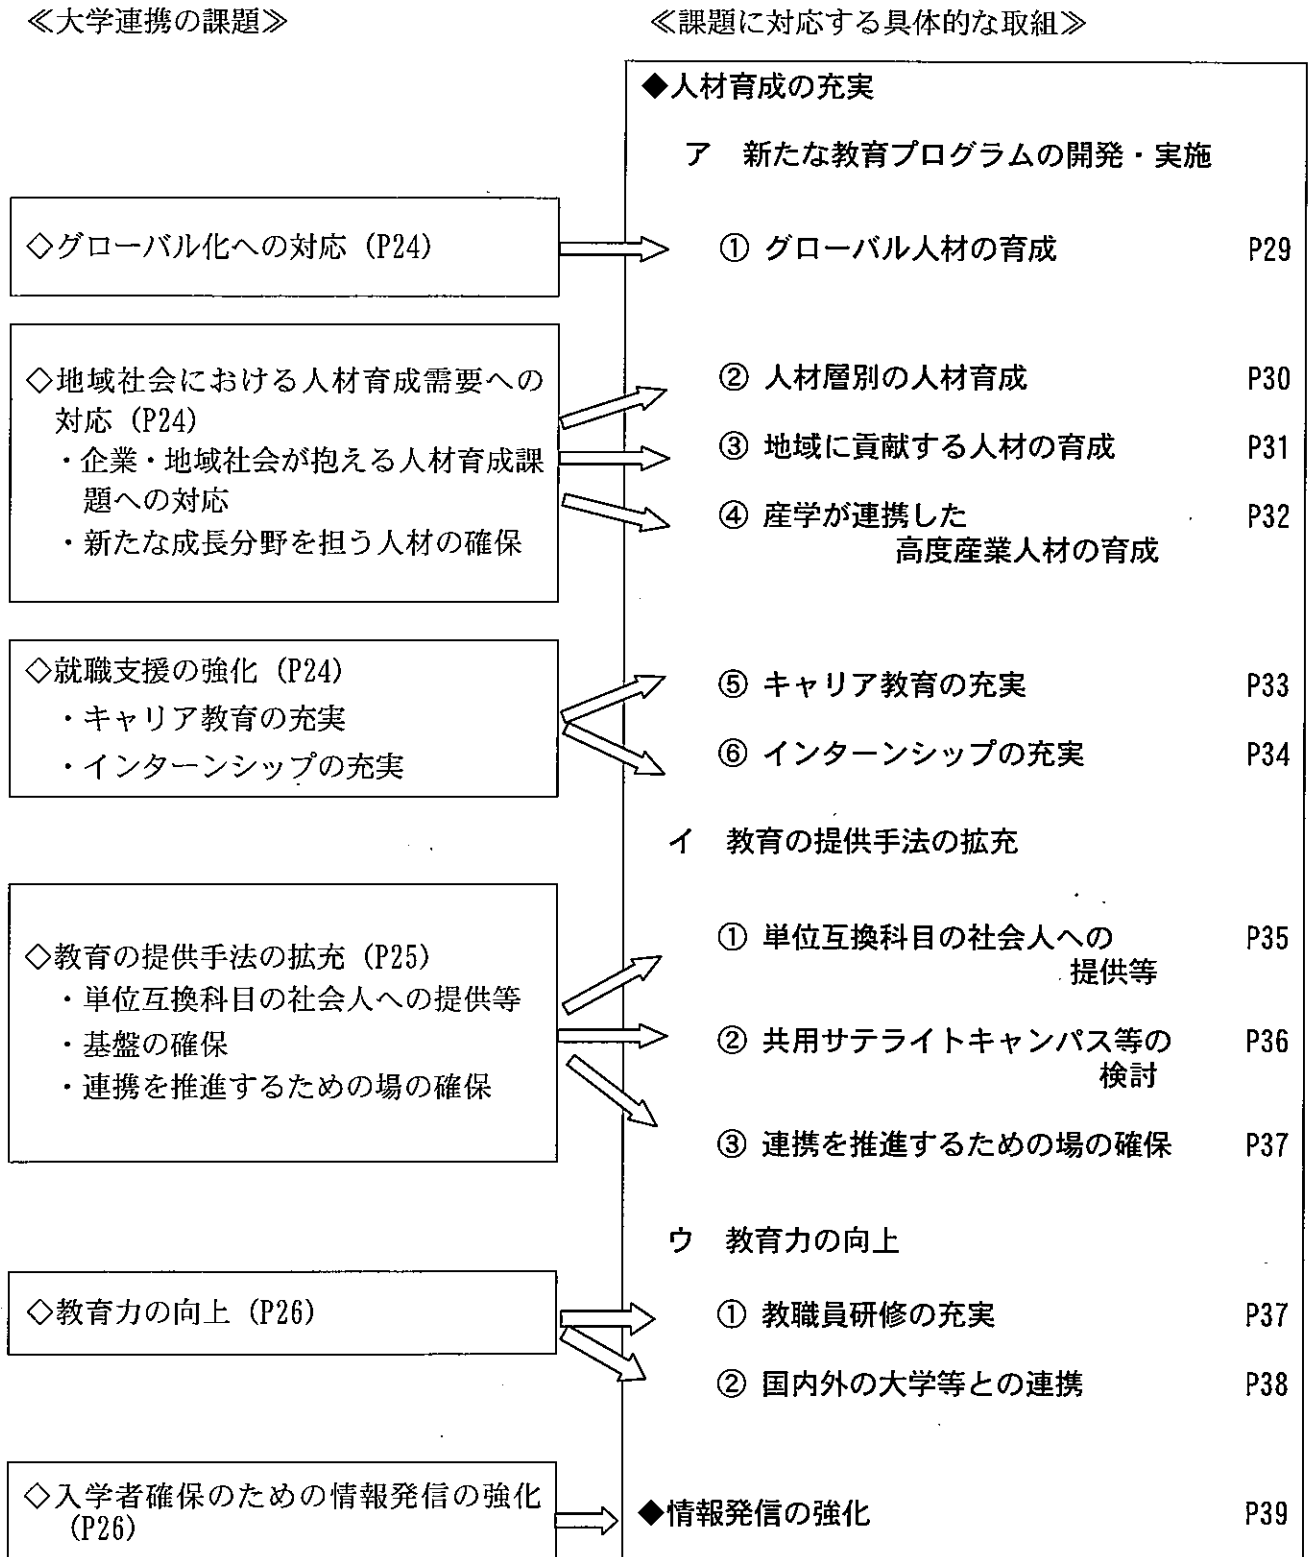 ≪大学連携の課題≫
≪課題に対応する具体的な取組≫
◆人材育成の充実
ア 新たな教育プログラムの開発・実施
◇グローバル化への対応 (P24)
① グローバル人材の育成 P29
◇地域社会における人材育成需要への
対応 (P24)
・企業・地域社会が抱える人材育成課
題への対応
・新たな成長分野を担う人材の確保
② 人材層別の人材育成 P30
③ 地域に貢献する人材の育成 P31
④ 産学が連携した P32
高度産業人材の育成
◇就職支援の強化 (P24)
・キャリア教育の充実
・インターンシップの充実
⑤ キャリア教育の充実 P33
⑥ インターンシップの充実 P34
イ 教育の提供手法の拡充
◇教育の提供手法の拡充 (P25)
・単位互換科目の社会人への提供等
・基盤の確保
・連携を推進するための場の確保
① 単位互換科目の社会人への P35
提供等
② 共用サテライトキャンパス等の P36
検討
③ 連携を推進するための場の確保 P37
ウ 教育力の向上
◇教育力の向上 (P26)
① 教職員研修の充実 P37
② 国内外の大学等との連携 P38
◇入学者確保のための情報発信の強化
(P26)
◆情報発信の強化 P39